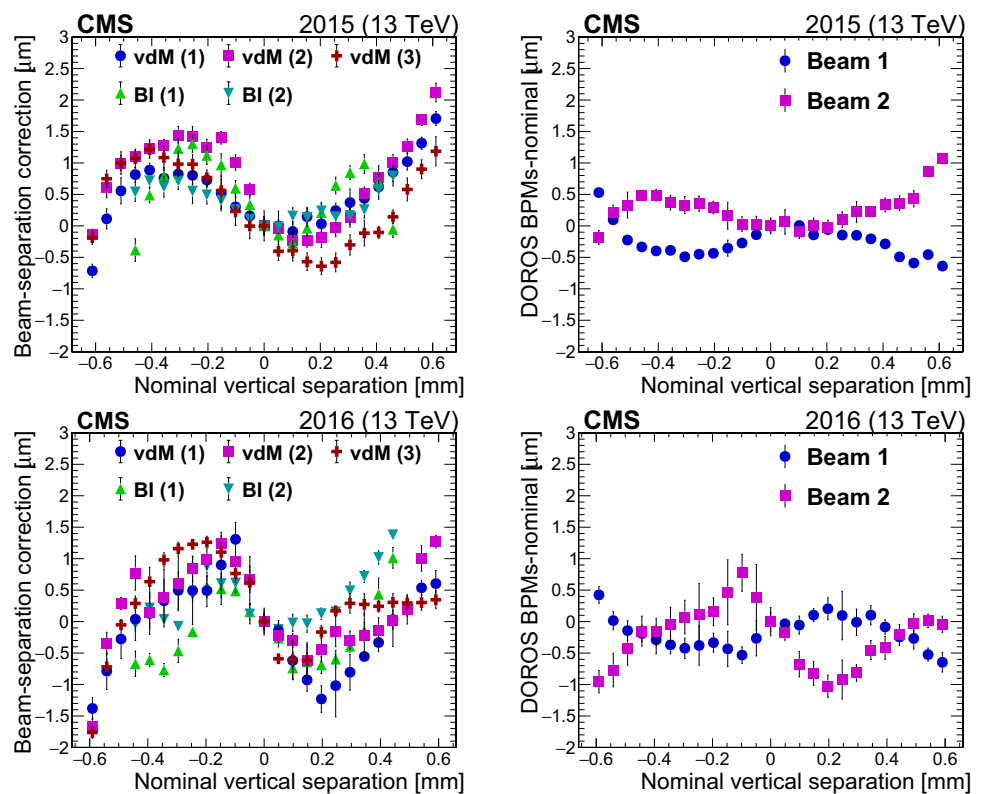 CMS 2015 (13 TeV)
Beam-separation correction [µm]
3
2.5
2
1.5
1
0.5
0
−0.5
−1
−1.5
−2
vdM (1) vdM (2) vdM (3)
BI (1) BI (2)
−0.6 −0.4 −0.2 0 0.2 0.4 0.6
Nominal vertical separation [mm]
CMS 2015 (13 TeV)
DOROS BPMs-nominal [µm]
3
2.5
2
1.5
1
0.5
0
−0.5
−1
−1.5
−2
Beam 1
Beam 2
−0.6 −0.4 −0.2 0 0.2 0.4 0.6
Nominal vertical separation [mm]
CMS 2016 (13 TeV)
Beam-separation correction [µm]
3
2.5
2
1.5
1
0.5
0
−0.5
−1
−1.5
−2
vdM (1) vdM (2) vdM (3)
BI (1) BI (2)
−0.6 −0.4 −0.2 0 0.2 0.4 0.6
Nominal vertical separation [mm]
CMS 2016 (13 TeV)
DOROS BPMs-nominal [µm]
3
2.5
2
1.5
1
0.5
0
−0.5
−1
−1.5
−2
Beam 1
Beam 2
−0.6 −0.4 −0.2 0 0.2 0.4 0.6
Nominal vertical separation [mm]